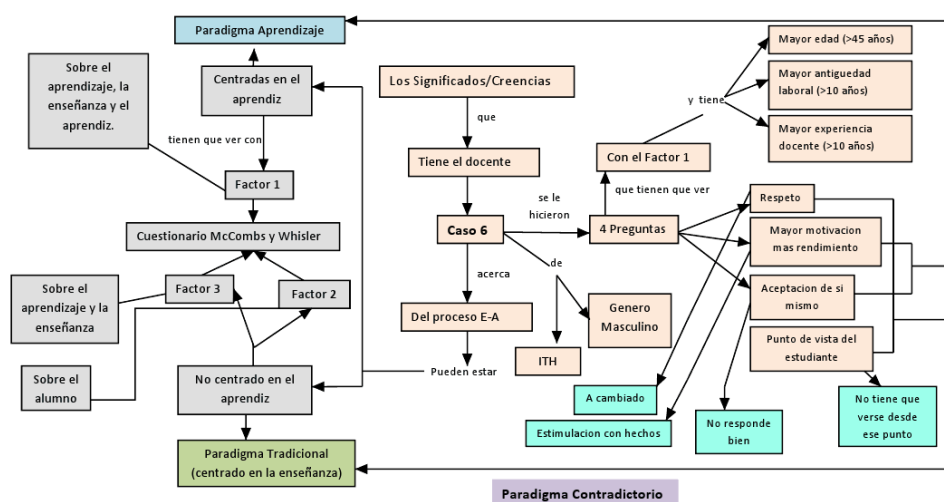 Paradigma Aprendizaje
Sobre el
aprendizaje, la
enseñanza y el
aprendiz.
Centradas en el
aprendiz
tienen que ver con
Factor 1
Cuestionario McCombs y Whisler
Sobre el
aprendizaje y la
enseñanza
Factor 3
Factor 2
Sobre el
alumno
No centrado en el
aprendiz
Paradigma Tradicional
(centrado en la enseñanza)
Los Significados/Creencias
que
Tiene el docente
Caso 6
acerca
Del proceso E-A
Pueden estar
se le
hicieron
de
ITH
Genero
Masculino
4 Preguntas
que tienen que ver
Con el Factor 1
y tiene
Mayor edad (>45 años)
Mayor antiguedad
laboral (>10 años)
Mayor experiencia
docente (>10 años)
Respeto
Mayor motivacion
mas rendimiento
Aceptacion de si
mismo
Punto de vista del
estudiante
A cambiado
Estimulacion con hechos
No responde
bien
No tiene que
verse desde
ese punto
Paradigma Contradictorio